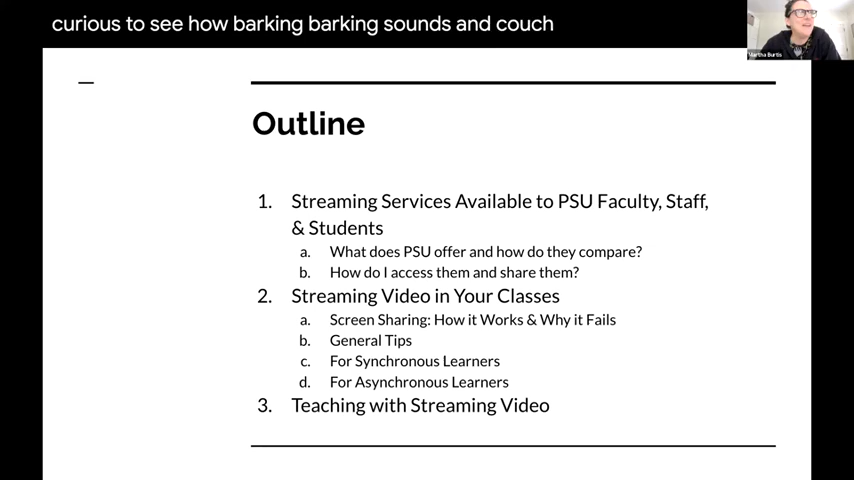 curious to see how barking barking sounds and couch
Martha Burtis
Outline
1. Streaming Services Available to PSU Faculty, Staff,
& Students
a. What does PSU offer and how do they compare?
b. How do I access them and share them?
2. Streaming Video in Your Classes
a. Screen Sharing: How it Works & Why it Fails
b. General Tips
c. For Synchronous Learners
d. For Asynchronous Learners
3. Teaching with Streaming Video